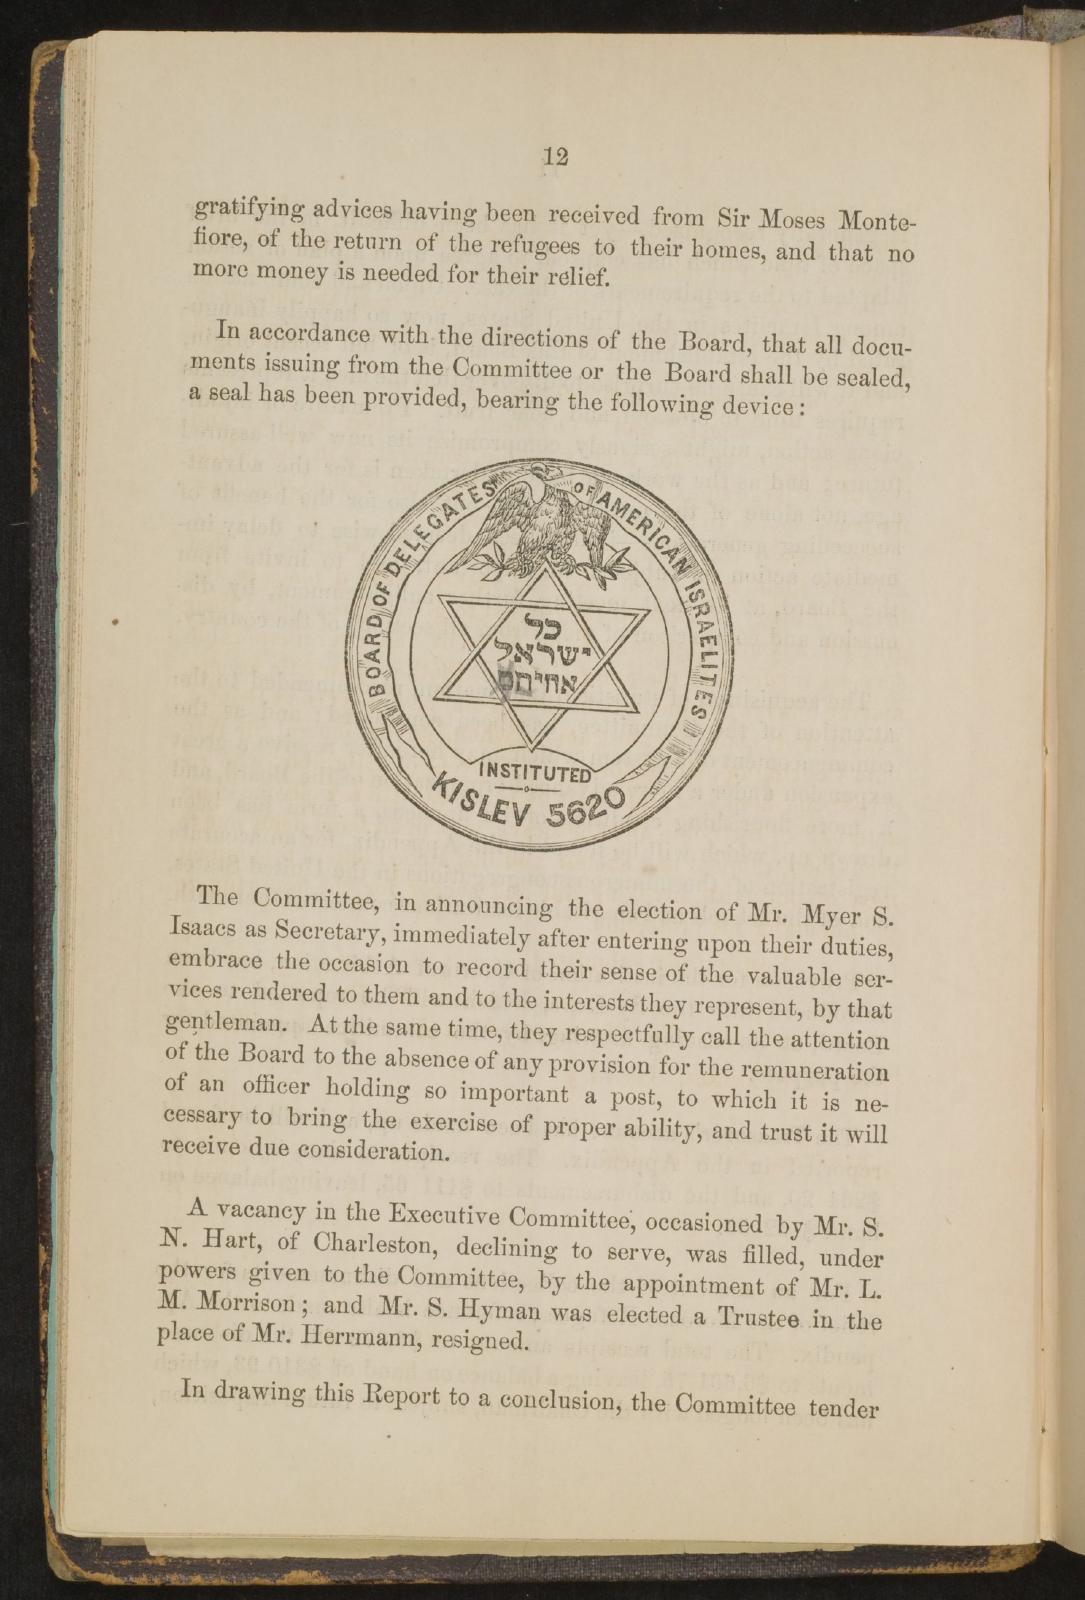 12
gratifying advices having been received from Sir Moses Monte-
fiore, of the return of the refugees to their homes, and that no
more money is needed for their relief.
In accordance with the directions of the Board, that all docu-
ments issuing from the Committee or the Board shall be sealed,
a seal has been provided, bearing the following device:
BOARD OF DELEGATES OF AMERICAN ISRAELITES
כל
ישראל
INSTITUTED
KISLEV 5620
The Committee, in announcing the election of Mr. Myer S.
Isaacs as Secretary, immediately after entering upon their duties,
embrace the occasion to record their sense of the valuable ser-
vices rendered to them and to the interests they represent, by that
gentleman. At the same time, they respectfully call the attention
of the Board to the absence of any provision for the remuneration
of an officer holding so important a post, to which it is ne-
cessary to bring the exercise of proper ability, and trust it will
receive due consideration.
A vacancy in the Executive Committee, occasioned by Mr. S.
N. Hart, of Charleston, declining to serve, was filled, under
powers given to the Committee, by the appointment of Mr. L.
M. Morrison; and Mr. S. Hyman was elected a Trustee in the
place of Mr. Herrmann, resigned.
In drawing this Report to a conclusion, the Committee tender